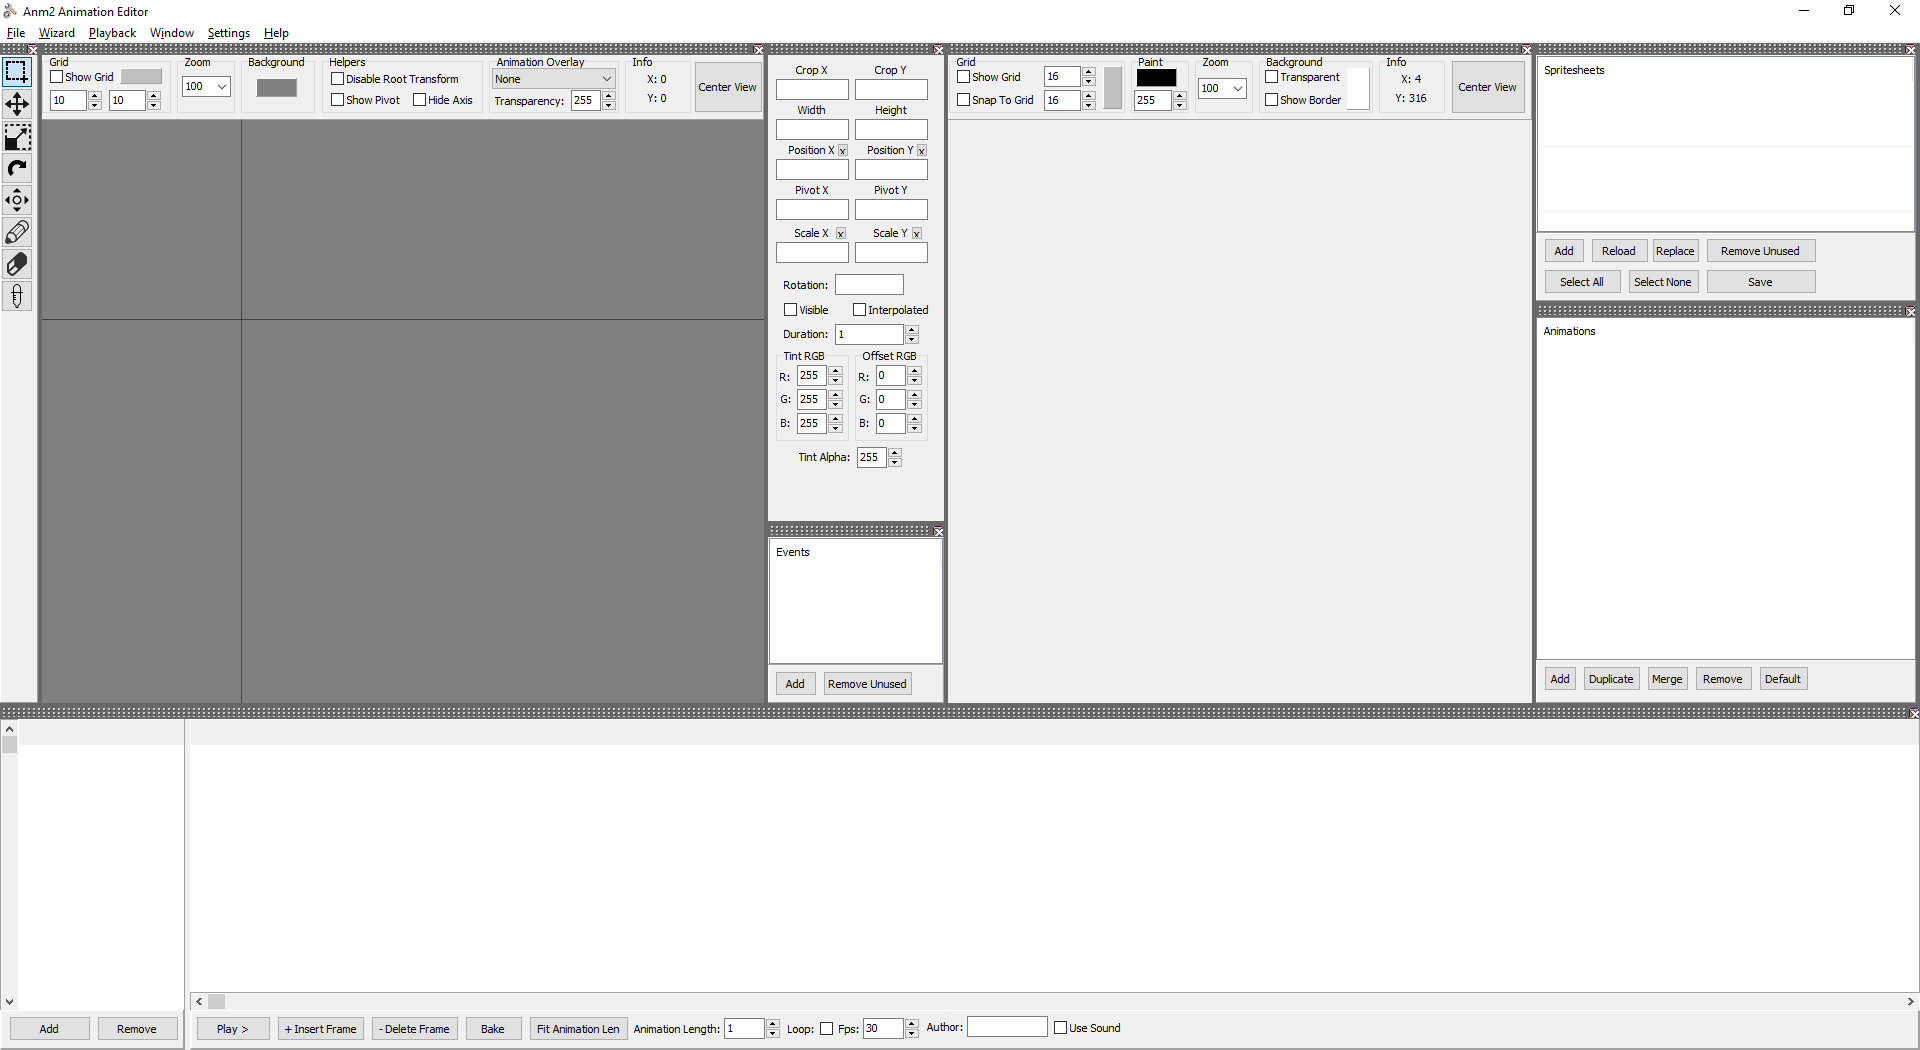 Anm2 Animation Editor
File Wizard Playback Window Settings Help
Grid
Show Grid
10 10
Zoom
100
Background
Helpers
Disable Root Transform
Show Pivot Hide Axis
Animation Overlay
None
Transparency: 255
Info
X: 0
Y: 0
Center View
Crop X Crop Y
Width Height
Position X x Position Y x
Pivot X Pivot Y
Scale X x Scale Y x
Rotation:
Visible Interpolated
Duration: 1
Tint RGB Offset RGB
R: 255 R: 0
G: 255 G: 0
B: 255 B: 0
Tint Alpha: 255
Events
Add Remove Unused
Grid
Show Grid 16
Snap To Grid 16
Paint
255
Zoom
100
Background
Transparent
Show Border
Info
X: 4
Y: 316
Center View
Spritesheets
Add Reload Replace Remove Unused
Select All Select None Save
Animations
Add Duplicate Merge Remove Default
Add Remove
Play > + Insert Frame - Delete Frame Bake Fit Animation Len Animation Length: 1 Loop: Fps: 30 Author: Use Sound